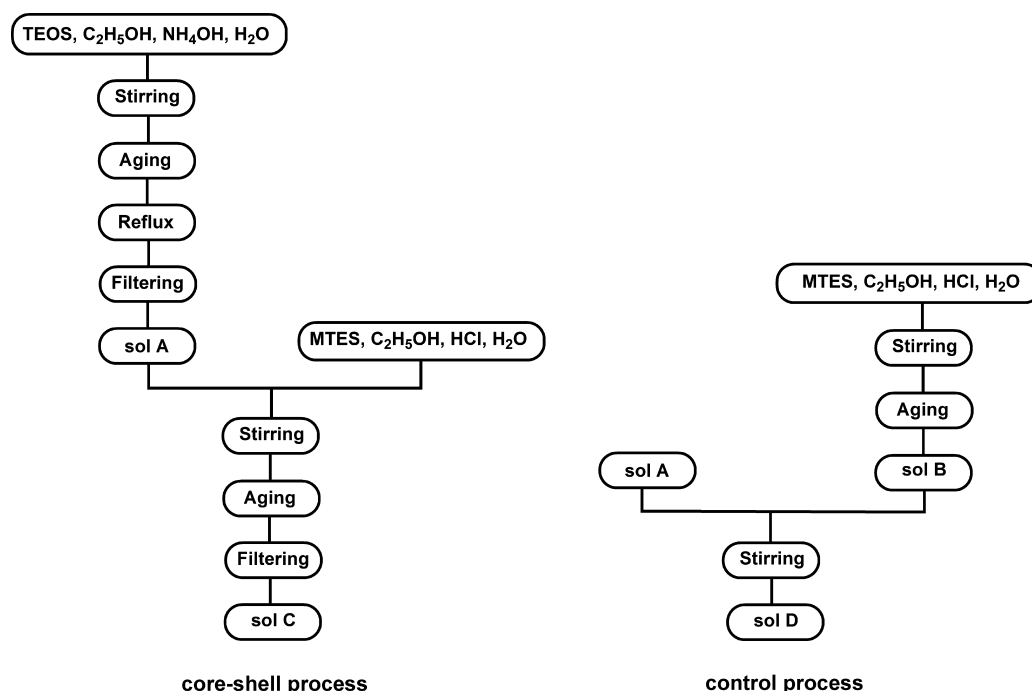 TEOS, C₂H₅OH, NH₄OH, H₂O
Stirring
Aging
Reflux
Filtering
sol A
MTES, C₂H₅OH, HCl, H₂O
Stirring
Aging
Filtering
sol C
core-shell process
MTES, C₂H₅OH, HCl, H₂O
Stirring
Aging
sol B
sol A
Stirring
sol D
control process